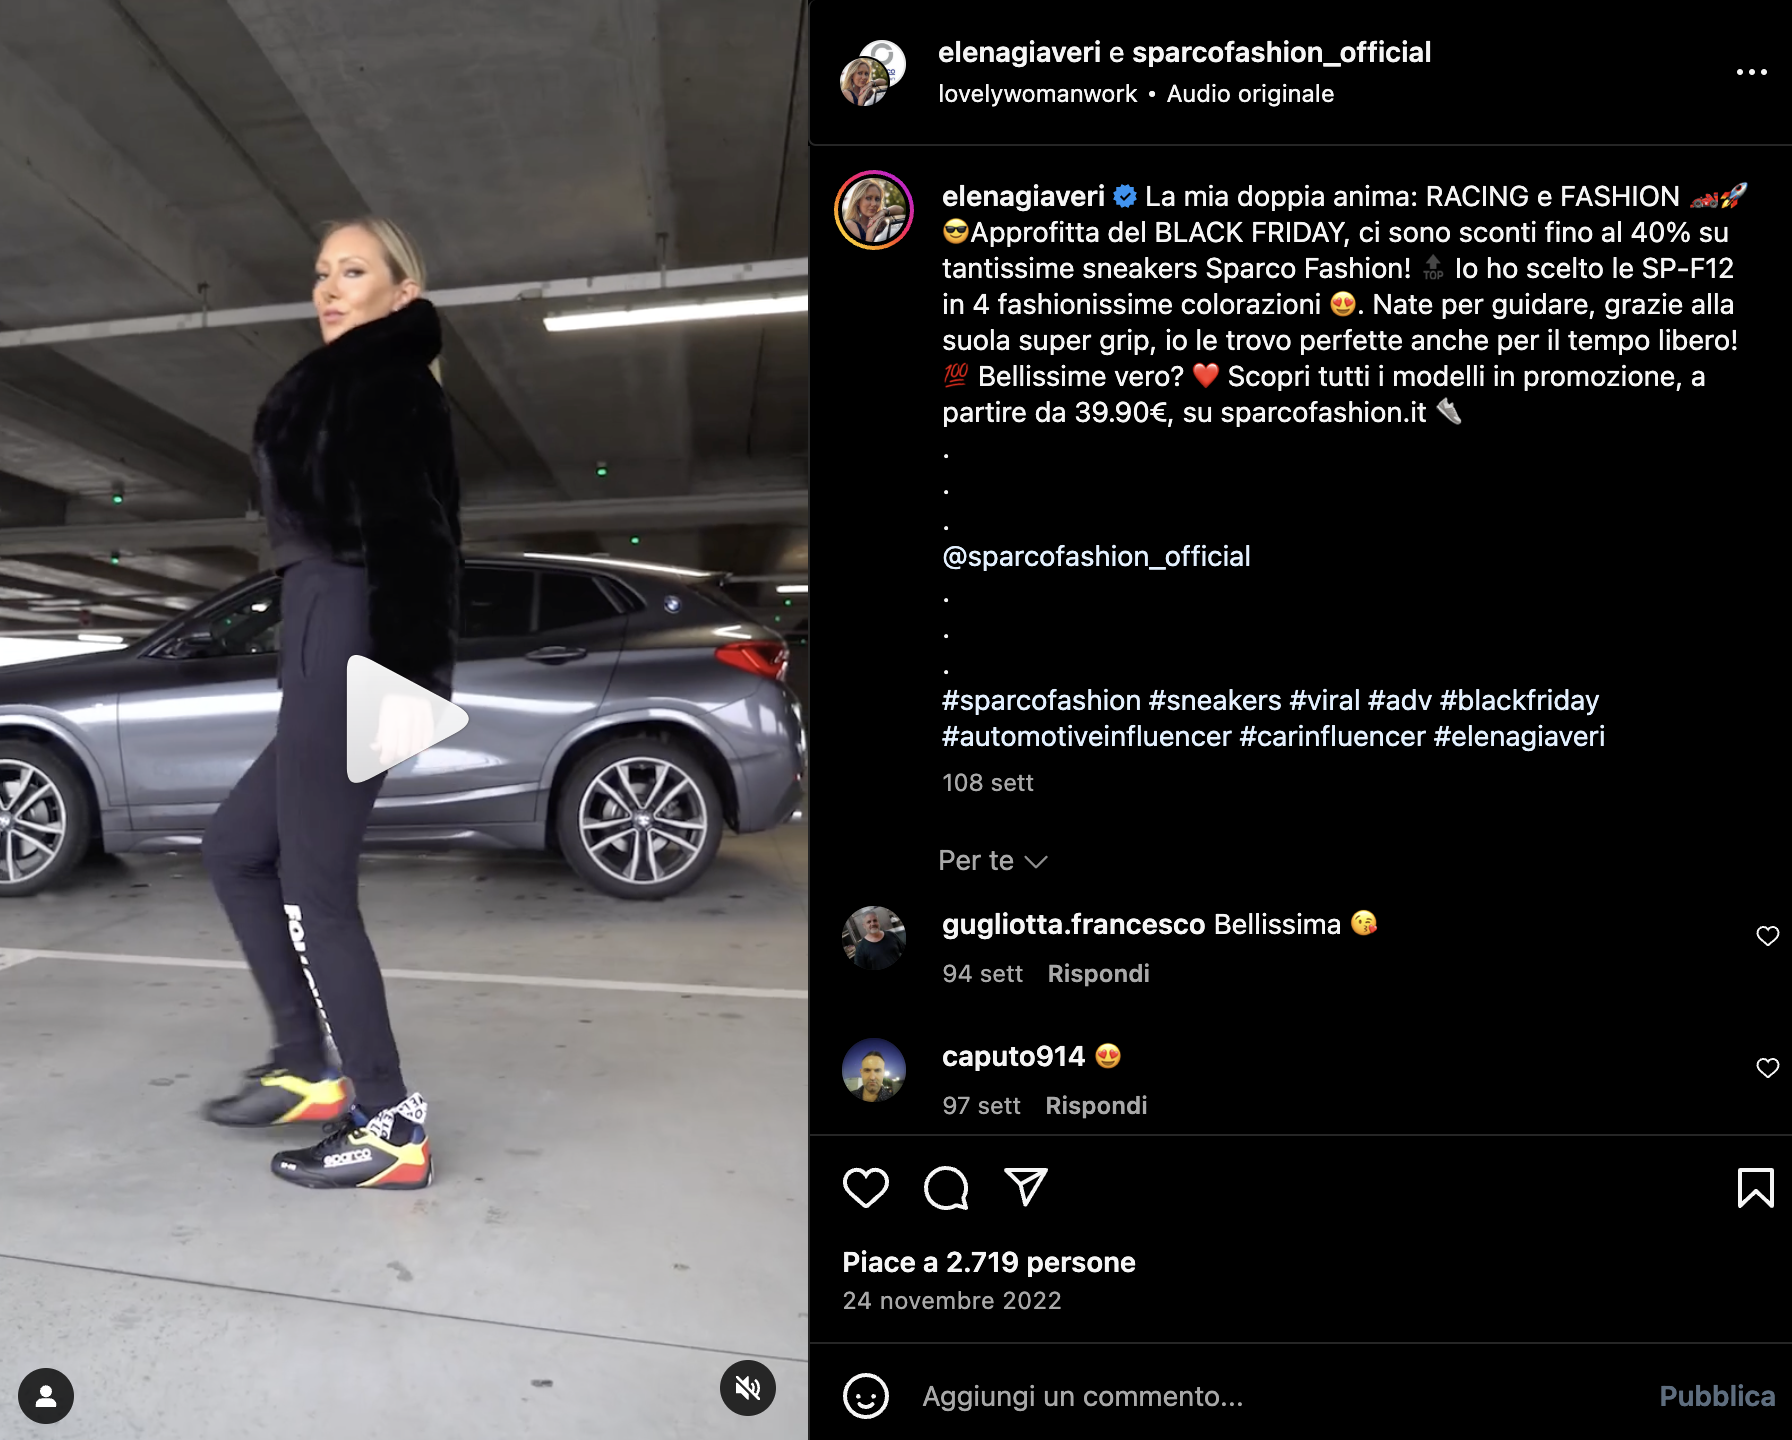 elenagiaveri e sparcofashion_official
lovelywomanwork • Audio originale
elenagiaveri La mia doppia anima: RACING e FASHION 🏎️🚀
😎Approfitta del BLACK FRIDAY, ci sono sconti fino al 40% su
tantissime sneakers Sparco Fashion! 🔝 Io ho scelto le SP-F12
in 4 fashionissime colorazioni 😍. Nate per guidare, grazie alla
suola super grip, io le trovo perfette anche per il tempo libero!
💯 Bellissime vero? ❤️ Scopri tutti i modelli in promozione, a
partire da 39.90€, su sparcofashion.it 👟
.
.
.
@sparcofashion_official
.
.
.
#sparcofashion #sneakers #viral #adv #blackfriday
#automotiveinfluencer #carinfluencer #elenagiaveri
108 sett
Per te
gugliotta.francesco Bellissima 😘
94 sett Rispondi
caputo914 😍
97 sett Rispondi
Piace a 2.719 persone
24 novembre 2022
Aggiungi un commento...
Pubblica
sparco